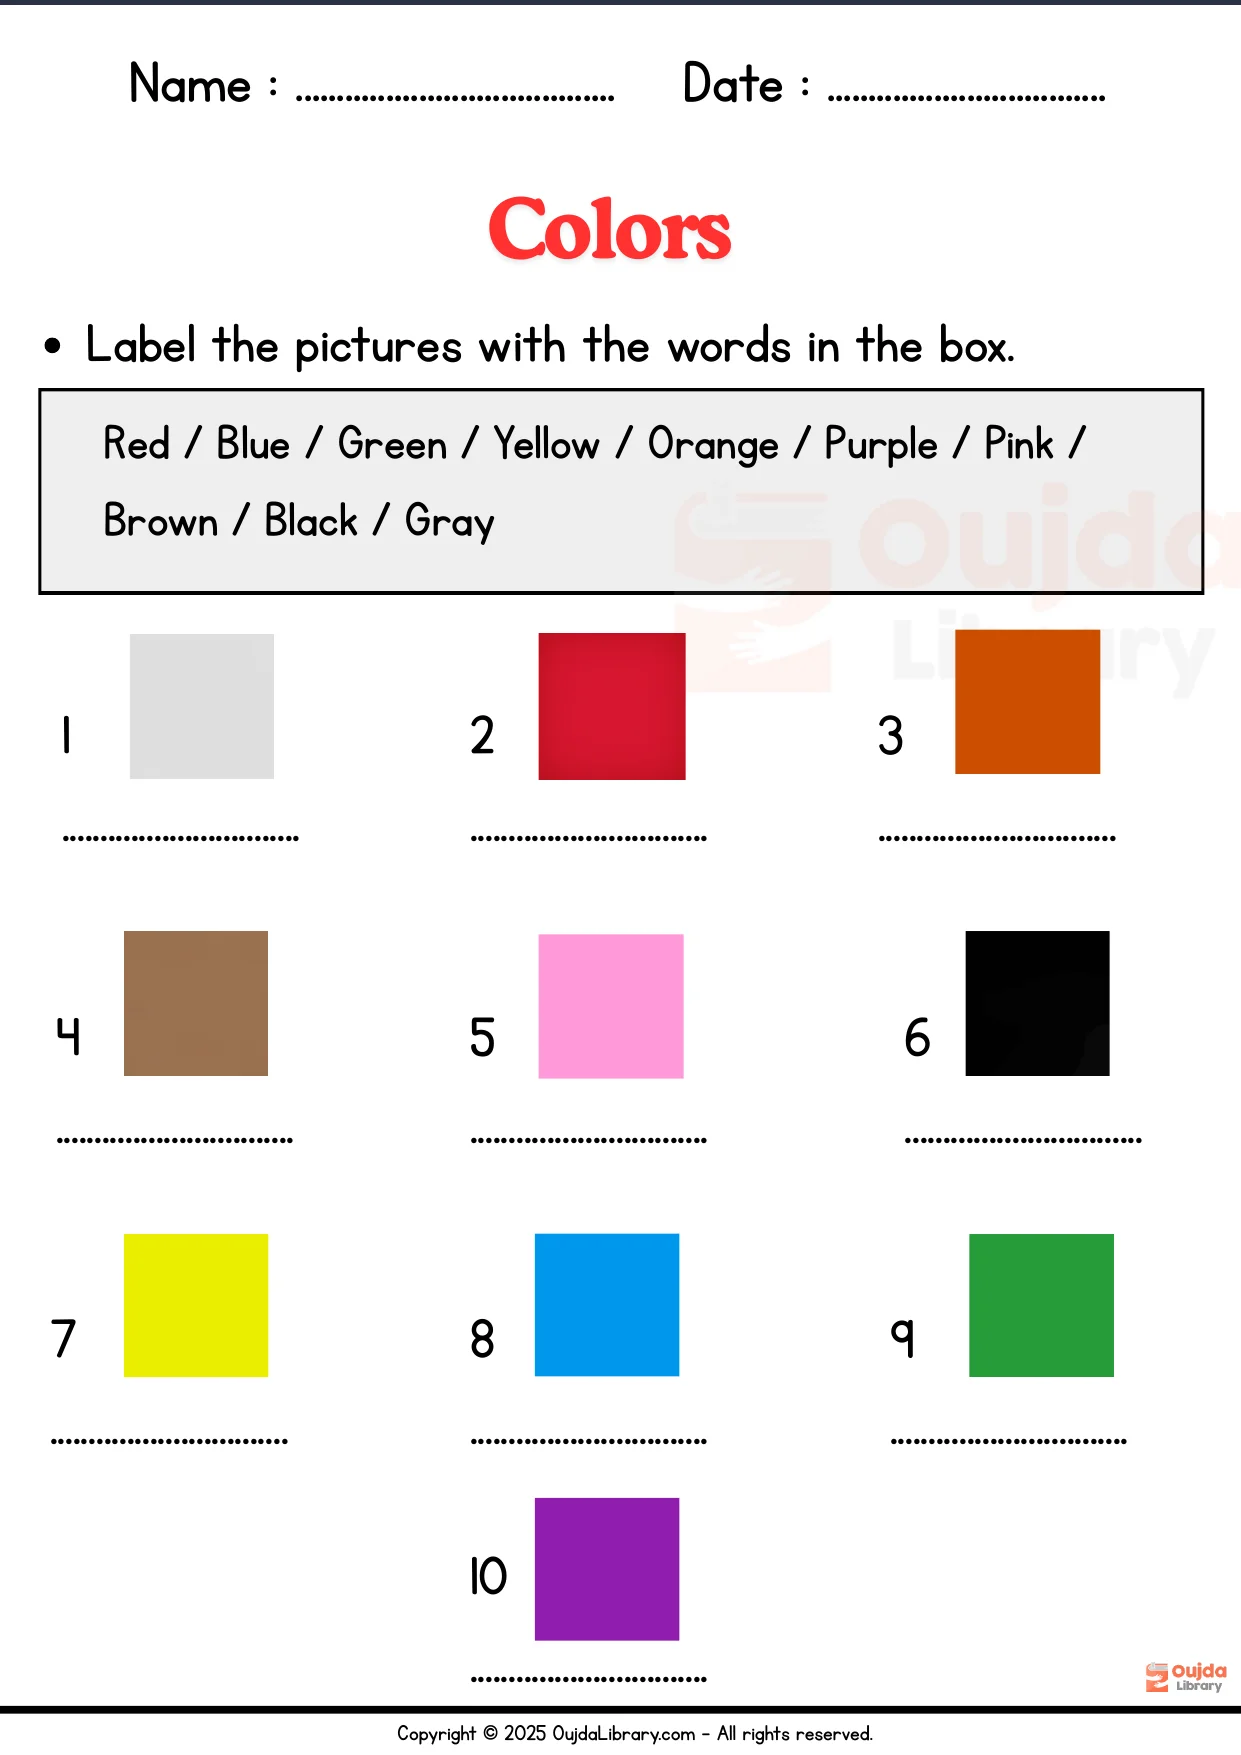 Name : ....................................... Date : ..................................
Colors
• Label the pictures with the words in the box.
Red / Blue / Green / Yellow / Orange / Purple / Pink /
Brown / Black / Gray
Oujda
Library
1 2 3
............................... ............................... ...............................
4 5 6
............................... ............................... ...............................
7 8 9
............................... ............................... ...............................
10
...............................
Oujda
Library
Copyright © 2025 OujdaLibrary.com - All rights reserved.